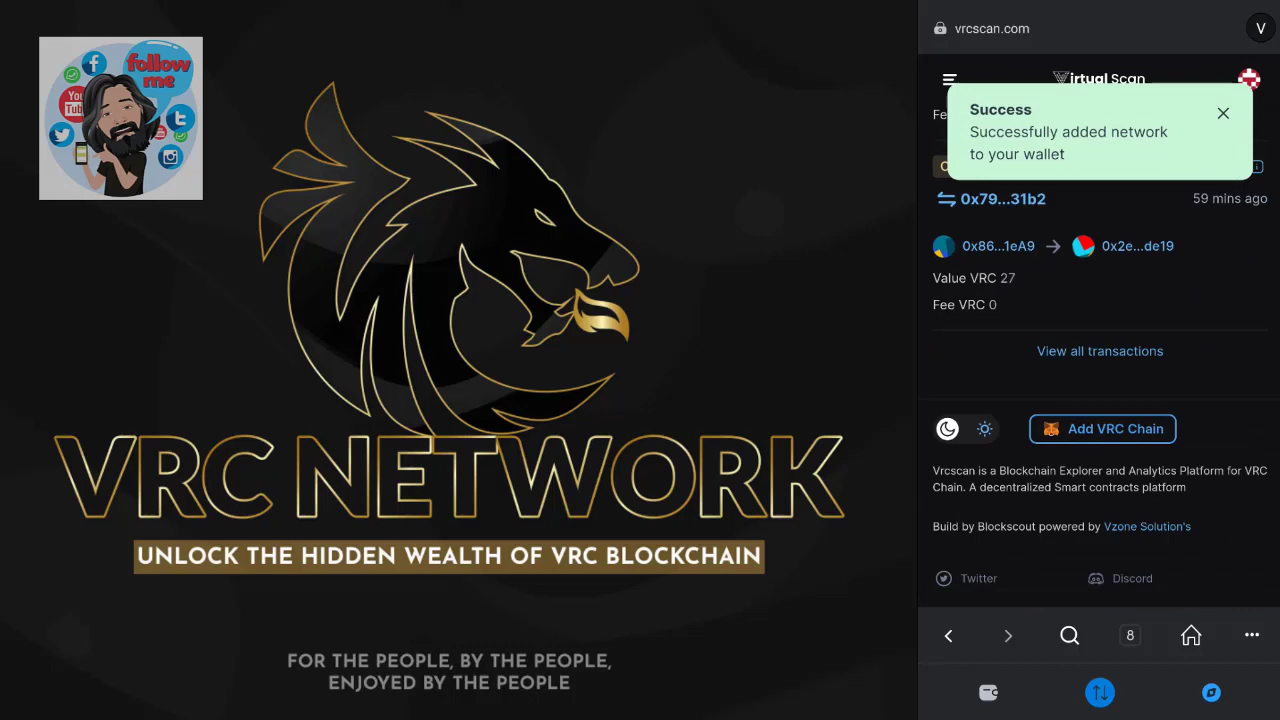 follow
me
You
Tube
VRC NETWORK
UNLOCK THE HIDDEN WEALTH OF VRC BLOCKCHAIN
FOR THE PEOPLE, BY THE PEOPLE,
ENJOYED BY THE PEOPLE
vrcscan.com
V
Virtual Scan
Success
Successfully added network
to your wallet
Fe
0x79...31b2
59 mins ago
0x86...1eA9
0x2e...de19
Value VRC 27
Fee VRC 0
View all transactions
Add VRC Chain
Vrcscan is a Blockchain Explorer and Analytics Platform for VRC
Chain. A decentralized Smart contracts platform
Build by Blockscout powered by Vzone Solution's
Twitter
Discord
8